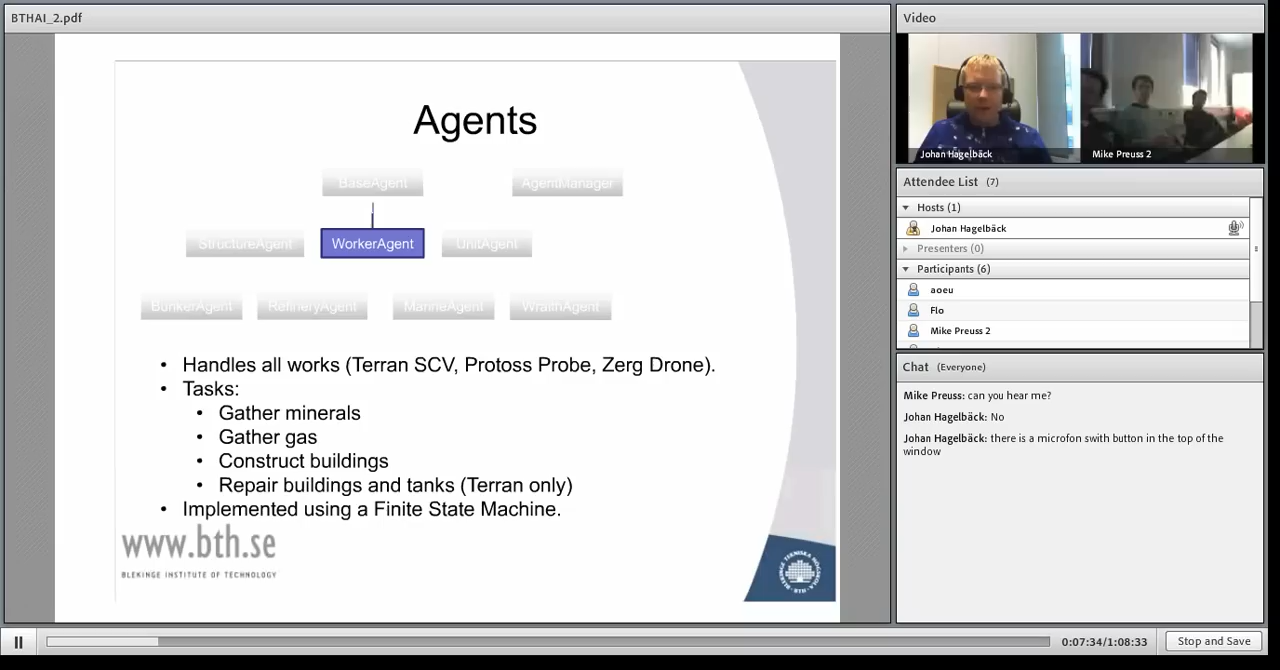 BTHAI_2.pdf
Agents
BaseAgent
AgentManager
StructureAgent
WorkerAgent
UnitAgent
BunkerAgent
RefineryAgent
MarineAgent
WraithAgent
• Handles all works (Terran SCV, Protoss Probe, Zerg Drone).
• Tasks:
• Gather minerals
• Gather gas
• Construct buildings
• Repair buildings and tanks (Terran only)
• Implemented using a Finite State Machine.
www.bth.se
BLEKINGE INSTITUTE OF TECHNOLOGY
Video
Johan Hagelbäck
Mike Preuss 2
Attendee List (7)
Hosts (1)
Johan Hagelbäck
Presenters (0)
Participants (6)
aoeu
Flo
Mike Preuss 2
Chat (Everyone)
Mike Preuss: can you hear me?
Johan Hagelbäck: No
Johan Hagelbäck: there is a microfon swith button in the top of the
window
0:07:34/1:08:33
Stop and Save